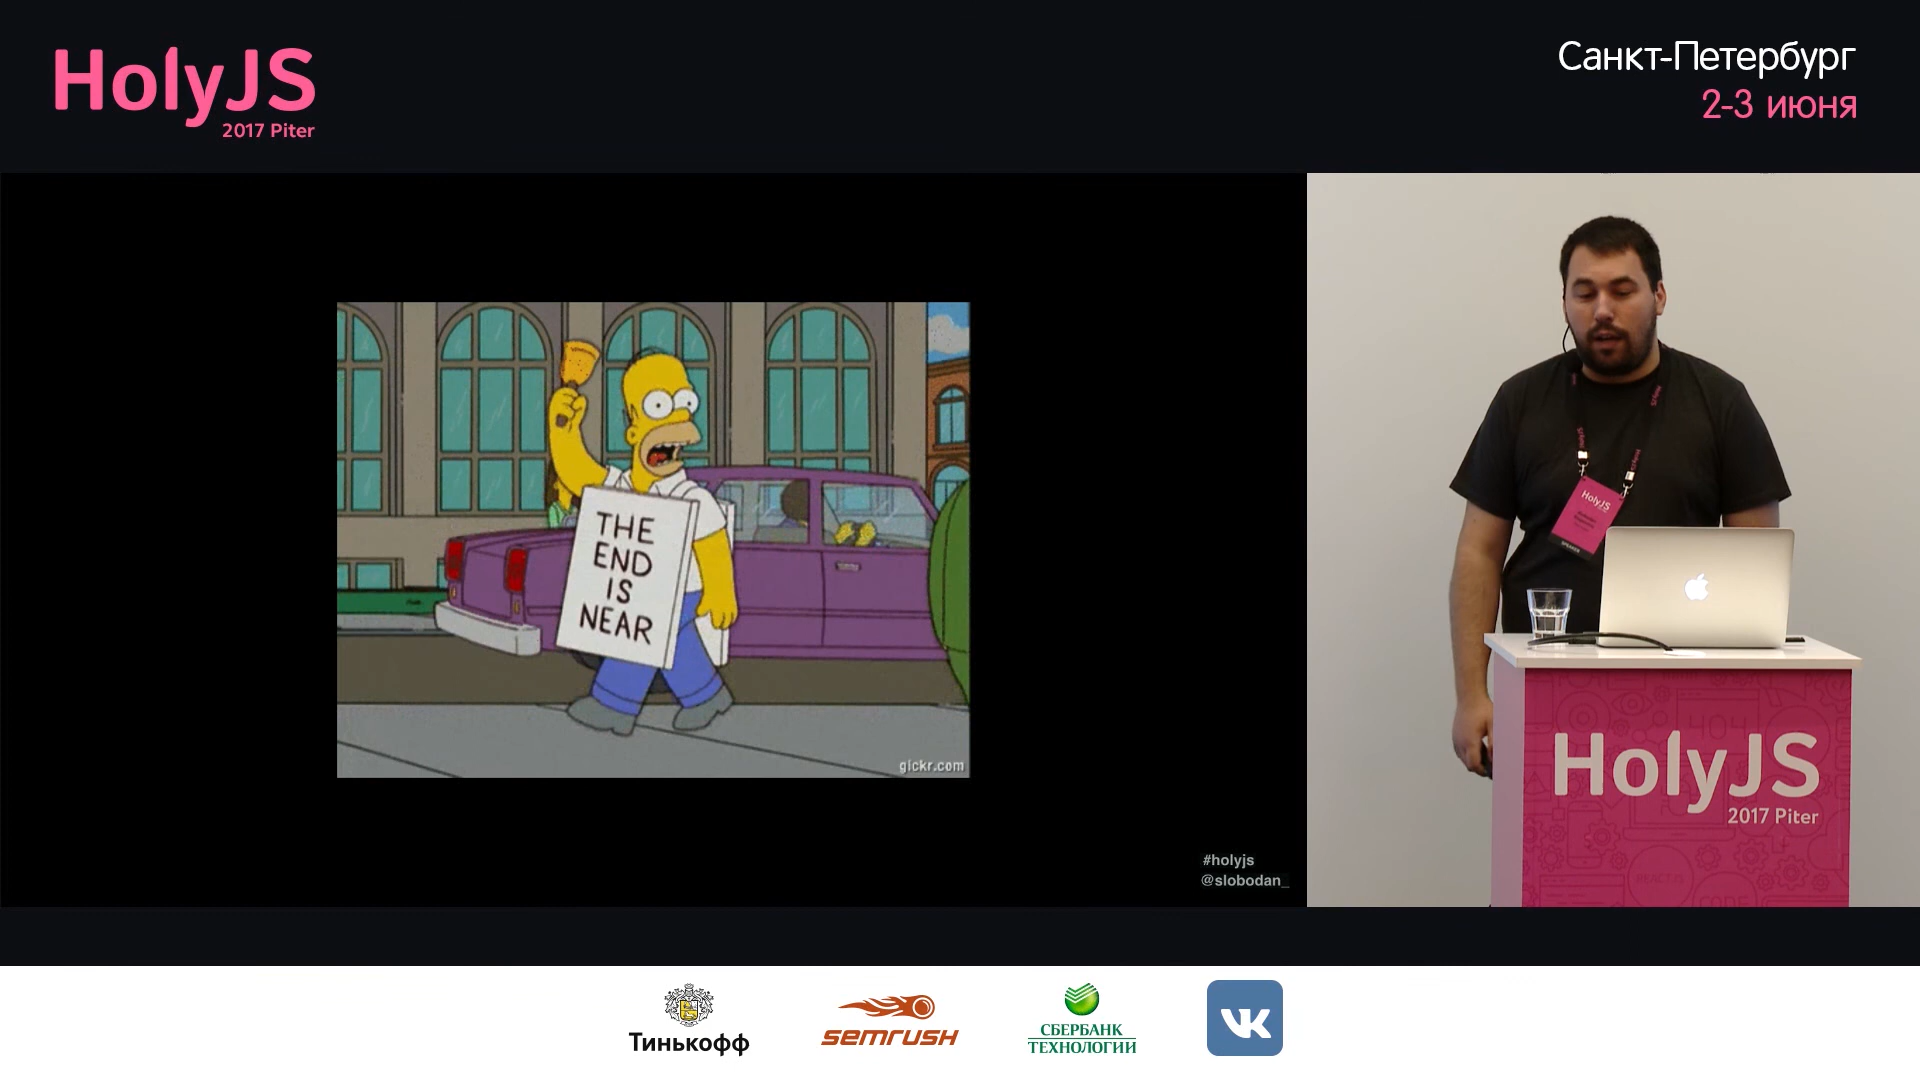 HolyJS
2017 Piter
Санкт-Петербург
2-3 июня
THE
END
IS
NEAR
gickr.com
#holyjs
@slobodan_
HolyJS
HolyJS
2017 Piter
Тинькофф
semrush
СБЕРБАНК
ТЕХНОЛОГИИ